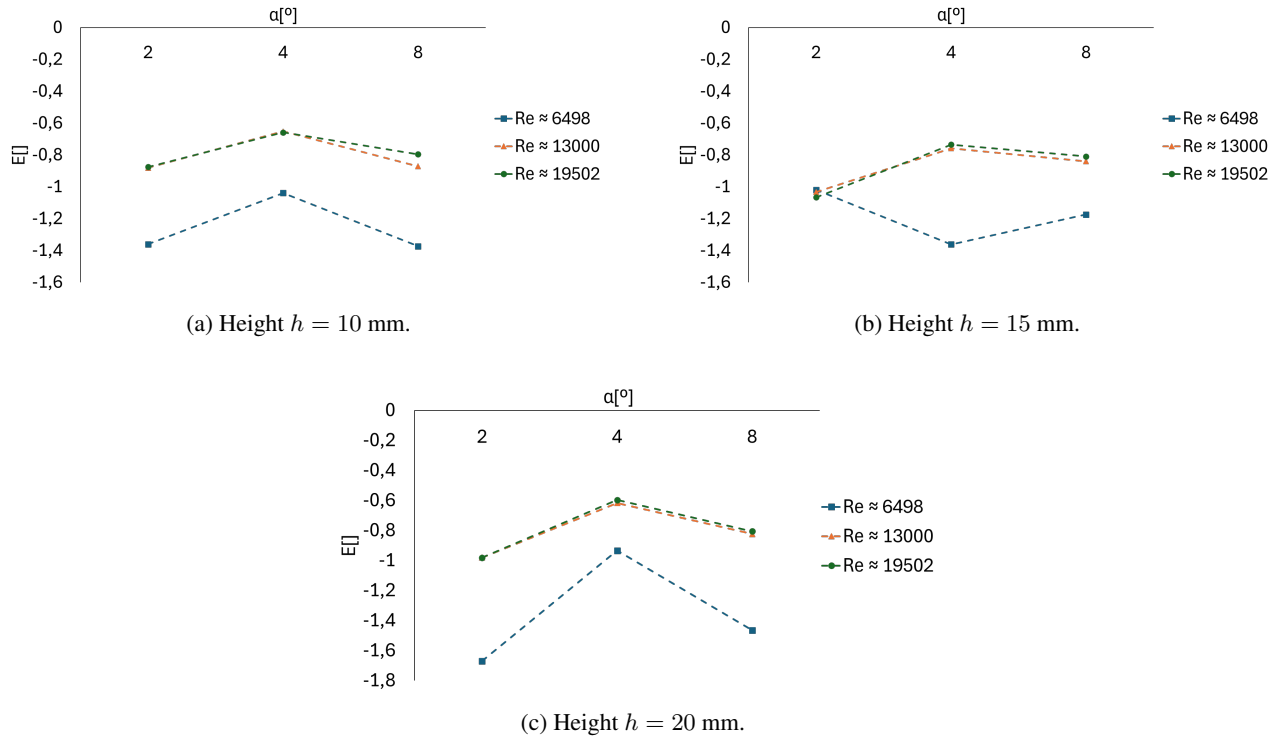 α[º]
0
-0,2
-0,4
-0,6
-0,8
-1
-1,2
-1,4
-1,6
E[]
2 4 8
Re ≈ 6498
Re ≈ 13000
Re ≈ 19502
(a) Height h = 10 mm.
α[º]
0
-0,2
-0,4
-0,6
-0,8
-1
-1,2
-1,4
-1,6
E[]
2 4 8
Re ≈ 6498
Re ≈ 13000
Re ≈ 19502
(b) Height h = 15 mm.
α[º]
0
-0,2
-0,4
-0,6
-0,8
-1
-1,2
-1,4
-1,6
-1,8
E[]
2 4 8
Re ≈ 6498
Re ≈ 13000
Re ≈ 19502
(c) Height h = 20 mm.